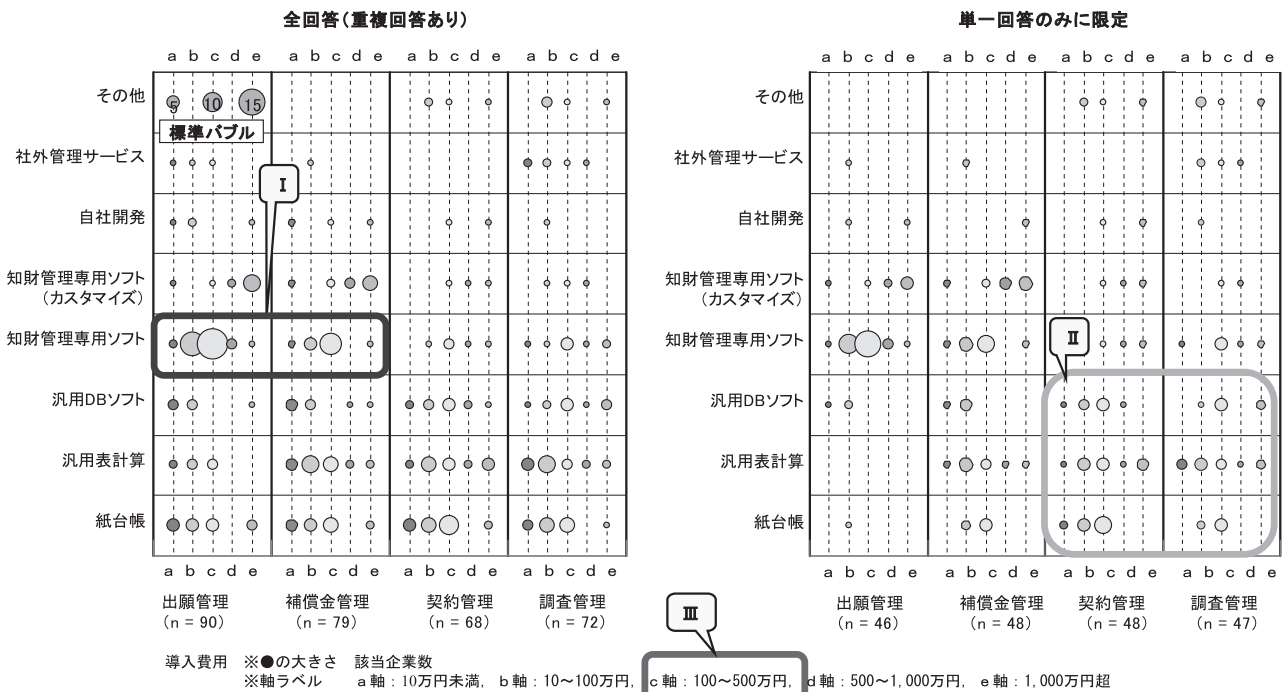 全回答(重複回答あり)
a b c d e a b c d e a b c d e a b c d e
その他
5 10 15
標準バブル
社外管理サービス
I
自社開発
知財管理専用ソフト
(カスタマイズ)
知財管理専用ソフト
汎用DBソフト
汎用表計算
紙台帳
a b c d e a b c d e a b c d e a b c d e
出願管理 補償金管理 契約管理 調査管理
(n = 90) (n = 79) (n = 68) (n = 72)
単一回答のみに限定
a b c d e a b c d e a b c d e a b c d e
その他
社外管理サービス
自社開発
知財管理専用ソフト
(カスタマイズ)
知財管理専用ソフト
II
汎用DBソフト
汎用表計算
紙台帳
a b c d e a b c d e a b c d e a b c d e
出願管理 補償金管理 契約管理 調査管理
(n = 46) (n = 48) (n = 48) (n = 47)
III
導入費用 ※●の大きさ 該当企業数
※軸ラベル a軸:10万円未満, b軸:10~100万円, c軸:100~500万円, d軸:500~1,000万円, e軸:1,000万円超